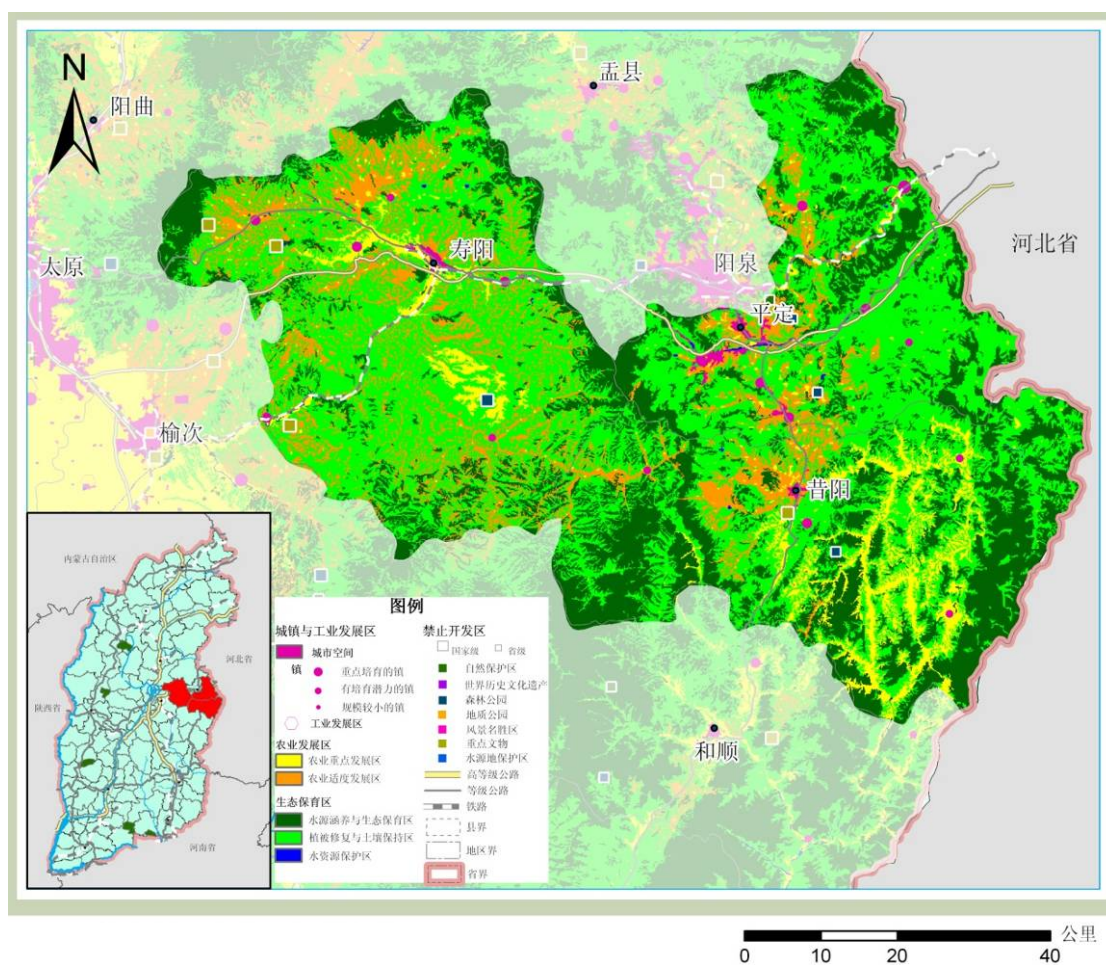 N
盂县
阳曲
河北省
太原
寿阳
阳泉
平定
榆次
昔阳
和顺
内蒙古自治区
河北省
陕西省
河南省
图例
城镇与工业发展区
城市空间
镇
重点培育的镇
有培育潜力的镇
规模较小的镇
工业发展区
农业发展区
农业重点发展区
农业适度发展区
生态保育区
水源涵养与生态保育区
植被修复与土壤保持区
水资源保护区
禁止开发区
国家级 省级
自然保护区
世界历史文化遗产
森林公园
地质公园
风景名胜区
重点文物
水源地保护区
高等级公路
等级公路
铁路
县界
地区界
省界
公里
0 10 20 40